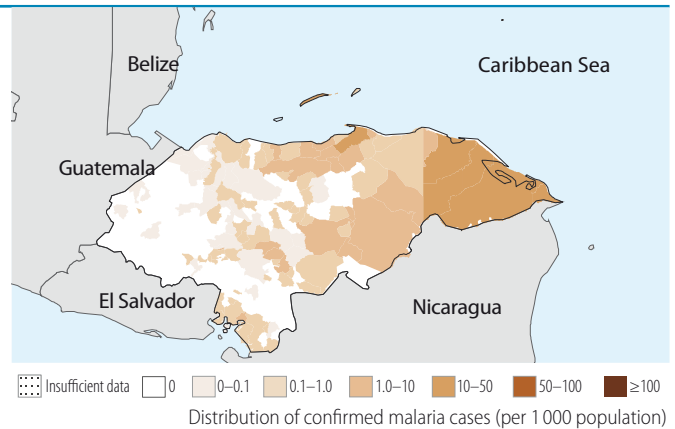 Belize
Caribbean Sea
Guatemala
El Salvador
Nicaragua
Insufficient data 0 0–0.1 0.1–1.0 1.0–10 10–50 50–100 ≥100
Distribution of confirmed malaria cases (per 1 000 population)